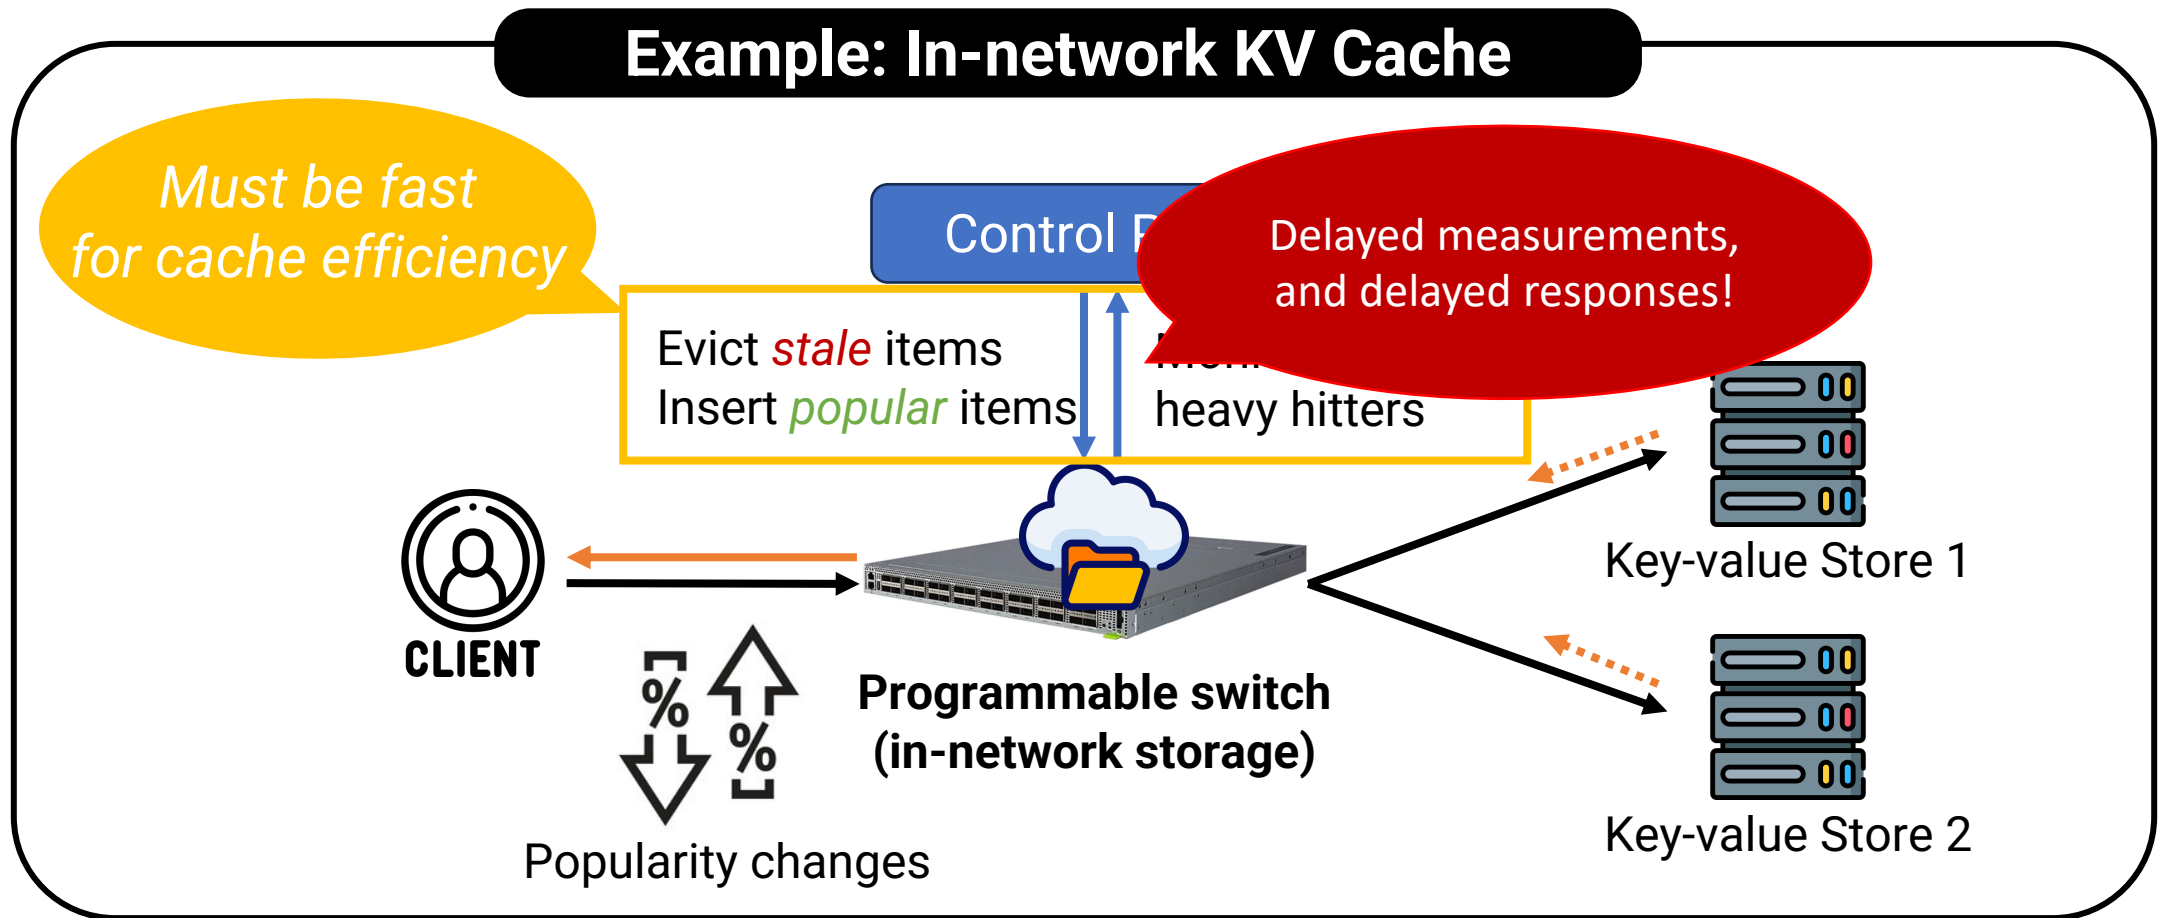 Example: In-network KV Cache
Must be fast
for cache efficiency
Control
Delayed measurements,
and delayed responses!
Evict stale items
Insert popular items
heavy hitters
CLIENT
%
%
Popularity changes
Programmable switch
(in-network storage)
Key-value Store 1
Key-value Store 2